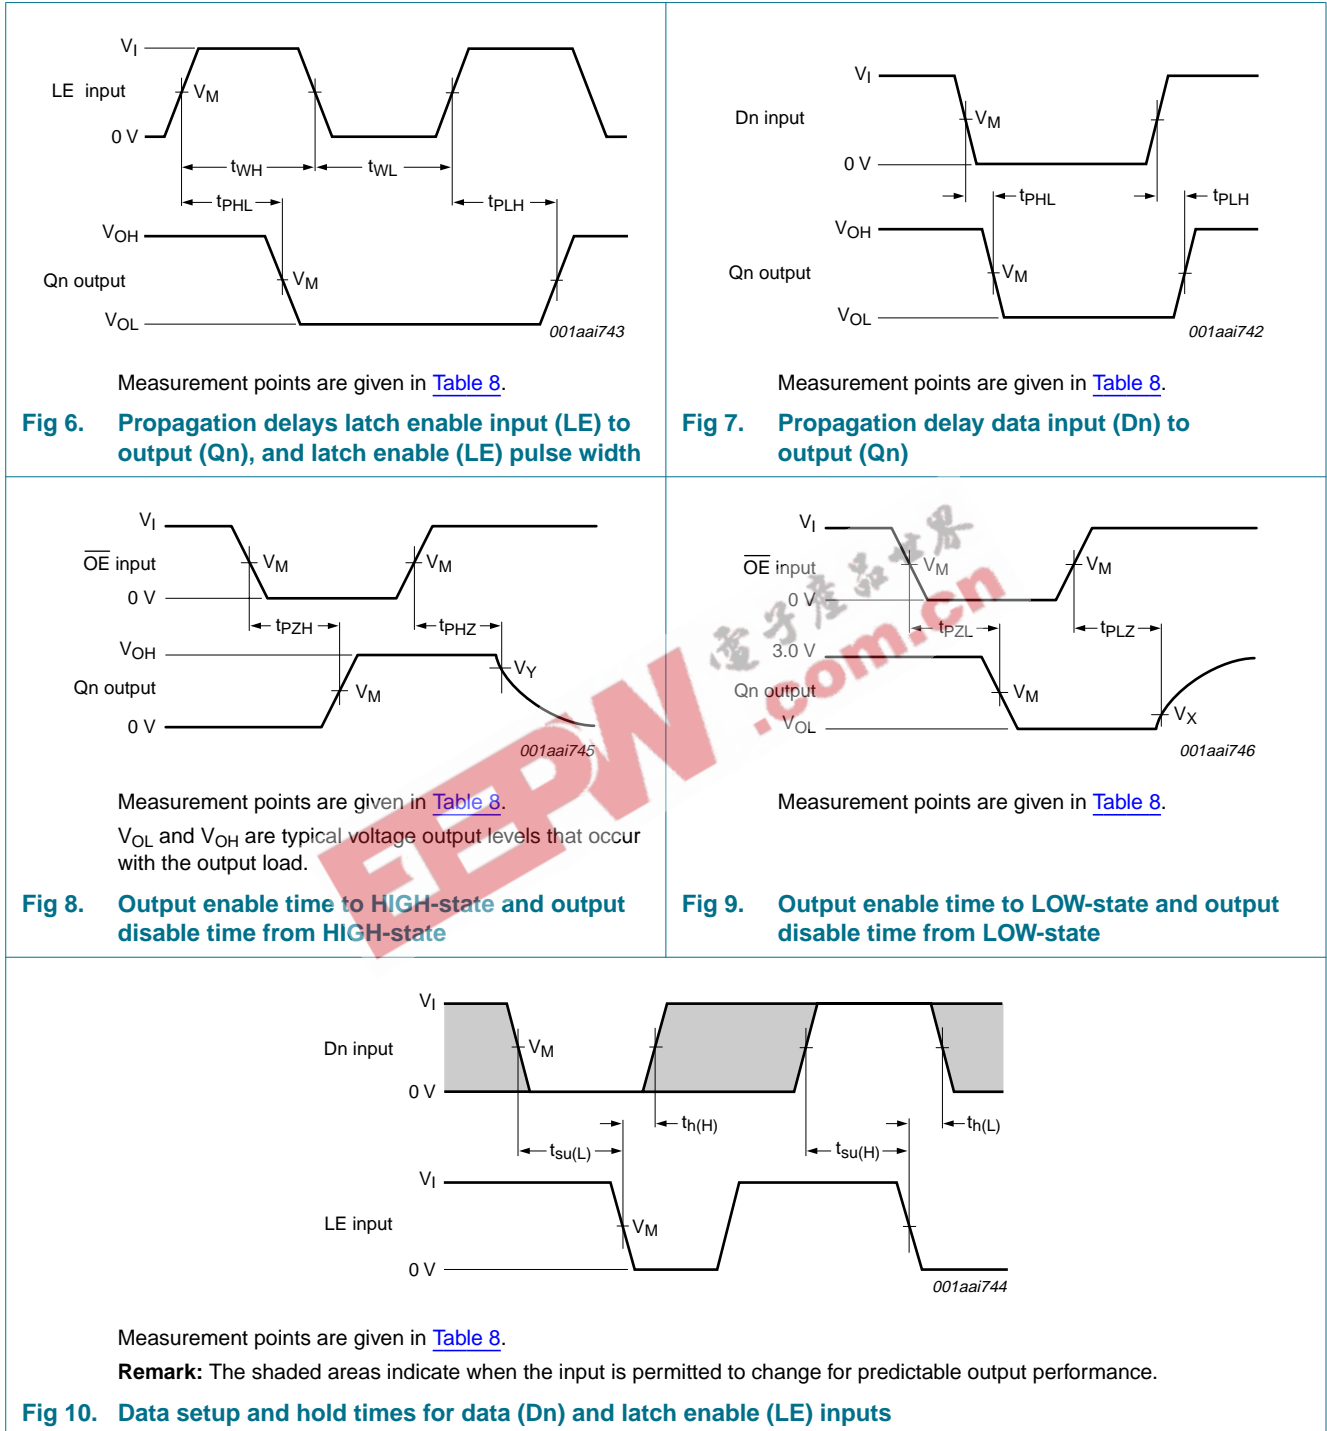 VI
LE input
VM
0 V
tWH
tWL
tPHL
tPLH
VOH
Qn output
VM
VOL
001aai743
Measurement points are given in Table 8.
Fig 6. Propagation delays latch enable input (LE) to
output (Qn), and latch enable (LE) pulse width
VI
Dn input
VM
0 V
tPHL
tPLH
VOH
Qn output
VM
VOL
001aai742
Measurement points are given in Table 8.
Fig 7. Propagation delay data input (Dn) to
output (Qn)
VI
OE input
VM
VM
0 V
tPZH
tPHZ
VOH
VY
Qn output
VM
0 V
001aai745
Measurement points are given in Table 8.
VOL and VOH are typical voltage output levels that occur
with the output load.
Fig 8. Output enable time to HIGH-state and output
disable time from HIGH-state
VI
OE input
VM
VM
0 V
tPZL
tPLZ
3.0 V
Qn output
VM
VX
VOL
001aai746
Measurement points are given in Table 8.
Fig 9. Output enable time to LOW-state and output
disable time from LOW-state
EEPW
電子產品世界
.com.cn
VI
Dn input
VM
0 V
th(H)
th(L)
tsu(L)
tsu(H)
VI
LE input
VM
0 V
001aai744
Measurement points are given in Table 8.
Remark: The shaded areas indicate when the input is permitted to change for predictable output performance.
Fig 10. Data setup and hold times for data (Dn) and latch enable (LE) inputs